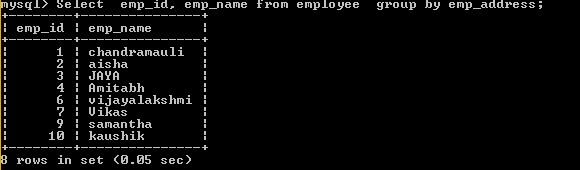 mysql> Select  emp_id, emp_name from employee  group by emp_address;
+--------+---------------+
| emp_id | emp_name      |
+--------+---------------+
|      1 | chandramauli  |
|      2 | aisha         |
|      3 | JAYA          |
|      4 | Amitabh       |
|      6 | vijayalakshmi |
|      7 | Vikas         |
|      9 | samantha      |
|     10 | kaushik       |
+--------+---------------+
8 rows in set (0.05 sec)